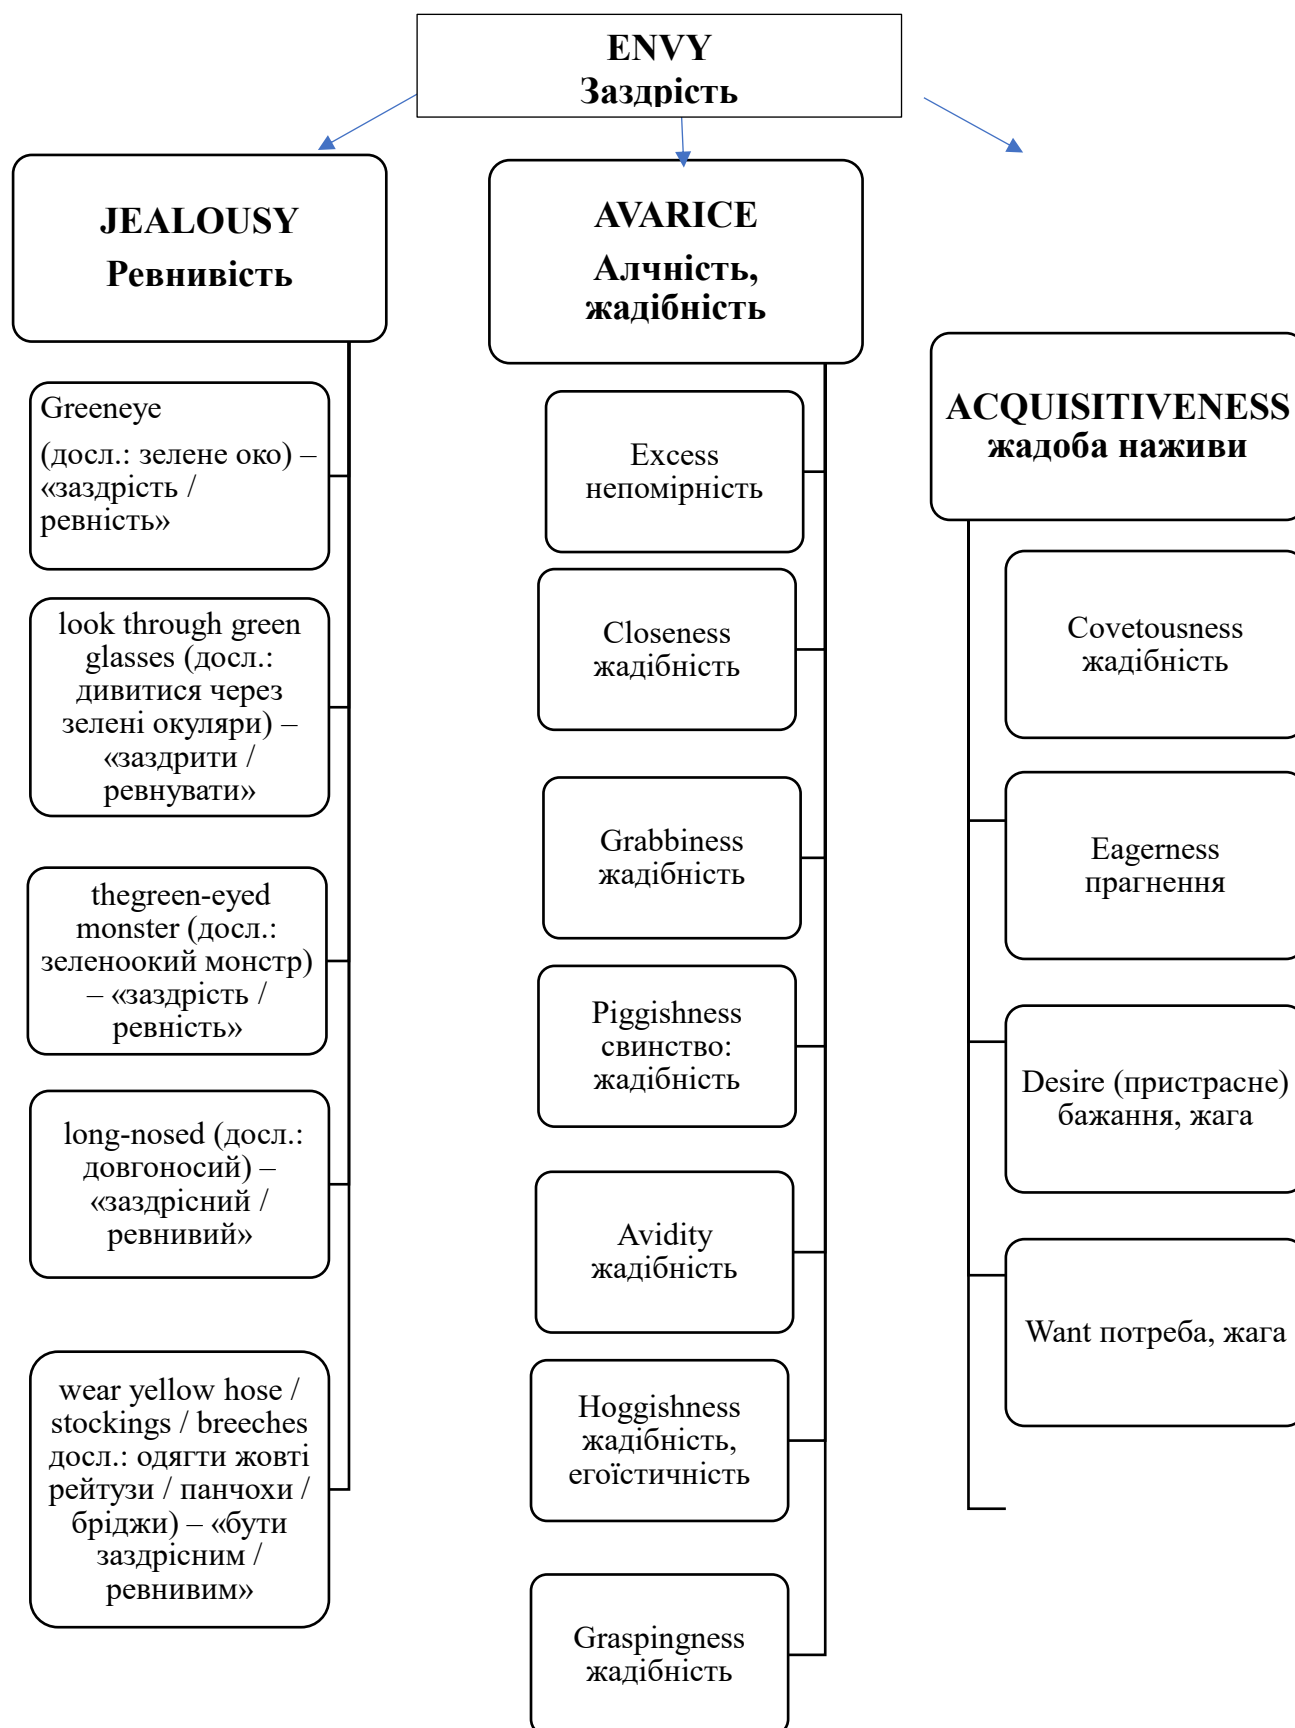 ENVY
Заздрість
JEALOUSY
Ревнивість
Greeneye
(досл.: зелене око) –
«заздрість /
ревність»
look through green
glasses (досл.:
дивитися через
зелені окуляри) –
«заздрити /
ревнувати»
thegreen-eyed
monster (досл.:
зеленоокий монстр)
– «заздрість /
ревність»
long-nosed (досл.:
довгоносий) –
«заздрісний /
ревнивий»
wear yellow hose /
stockings / breeches
досл.: одягти жовті
рейтузи / панчохи /
бріджи) – «бути
заздрісним /
ревнивим»
AVARICE
Алчність,
жадібність
Excess
непомірність
Closeness
жадібність
Grabbiness
жадібність
Piggishness
свинство:
жадібність
Avidity
жадібність
Hoggishness
жадібність,
егоїстичність
Graspingness
жадібність
ACQUISITIVENESS
жадоба наживи
Covetousness
жадібність
Eagerness
прагнення
Desire (пристрасне)
бажання, жага
Want потреба, жага